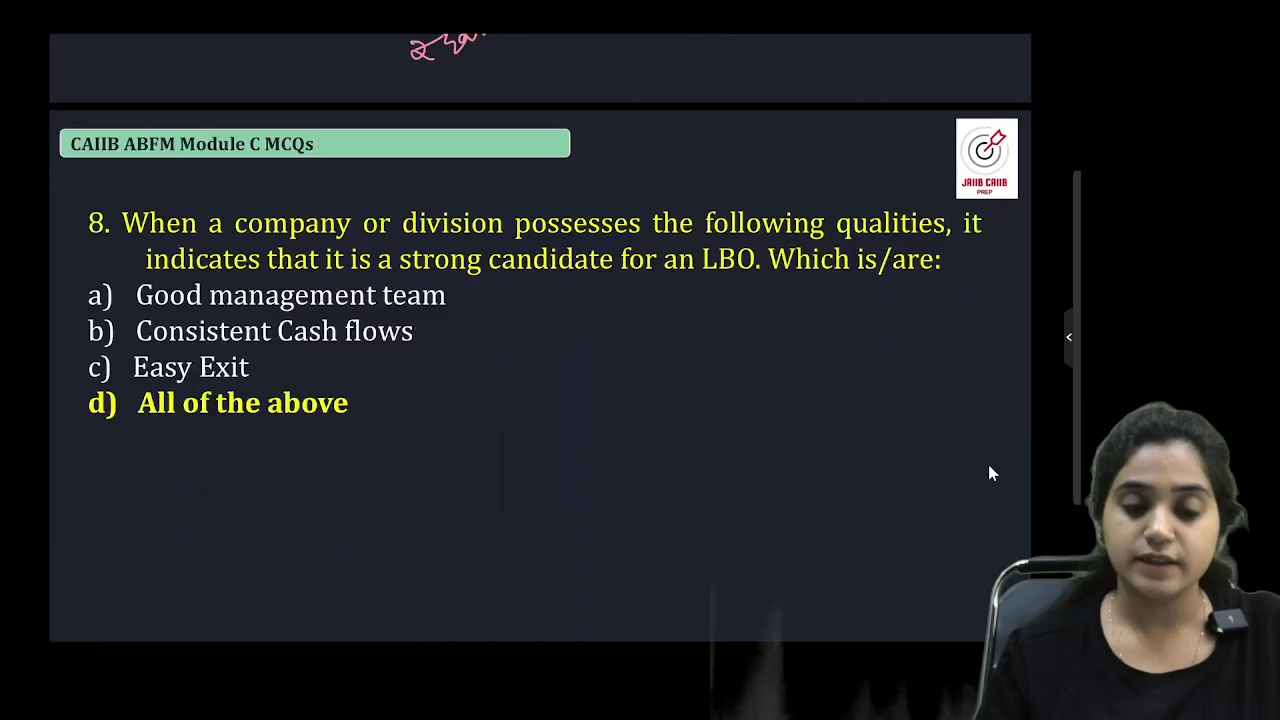 CAIIB ABFM Module C MCQs
JAIIB CAIIB
PREP
8. When a company or division possesses the following qualities, it
indicates that it is a strong candidate for an LBO. Which is/are:
a) Good management team
b) Consistent Cash flows
c) Easy Exit
d) All of the above